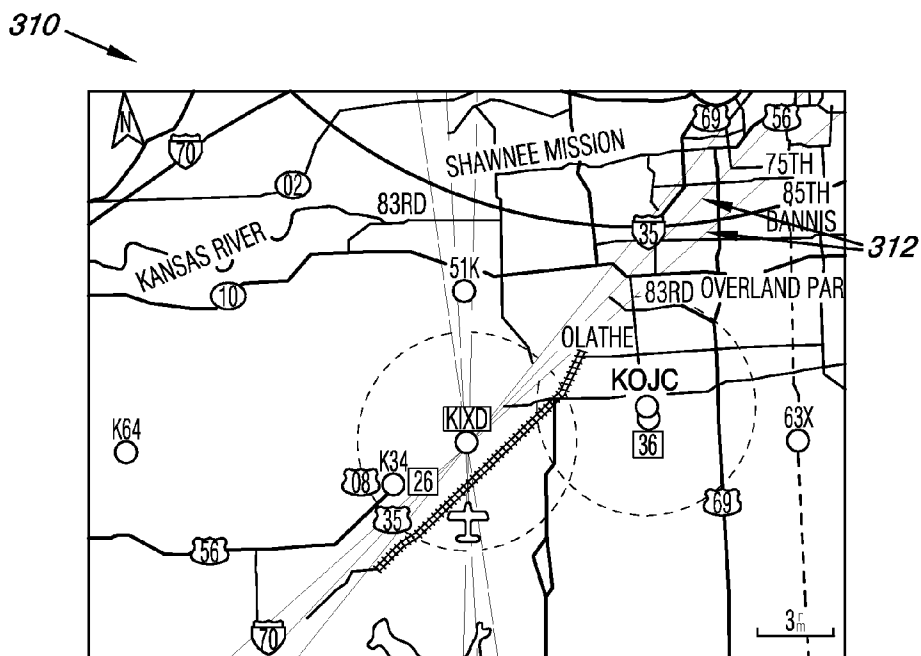 310
N
69
56
70
SHAWNEE MISSION
75TH
02
85TH
83RD
BANNIS
35
312
KANSAS RIVER
51K
10
83RD
OVERLAND PAR
OLATHE
KOJC
KIXD
63X
K64
36
K34
08
26
35
69
56
70
3